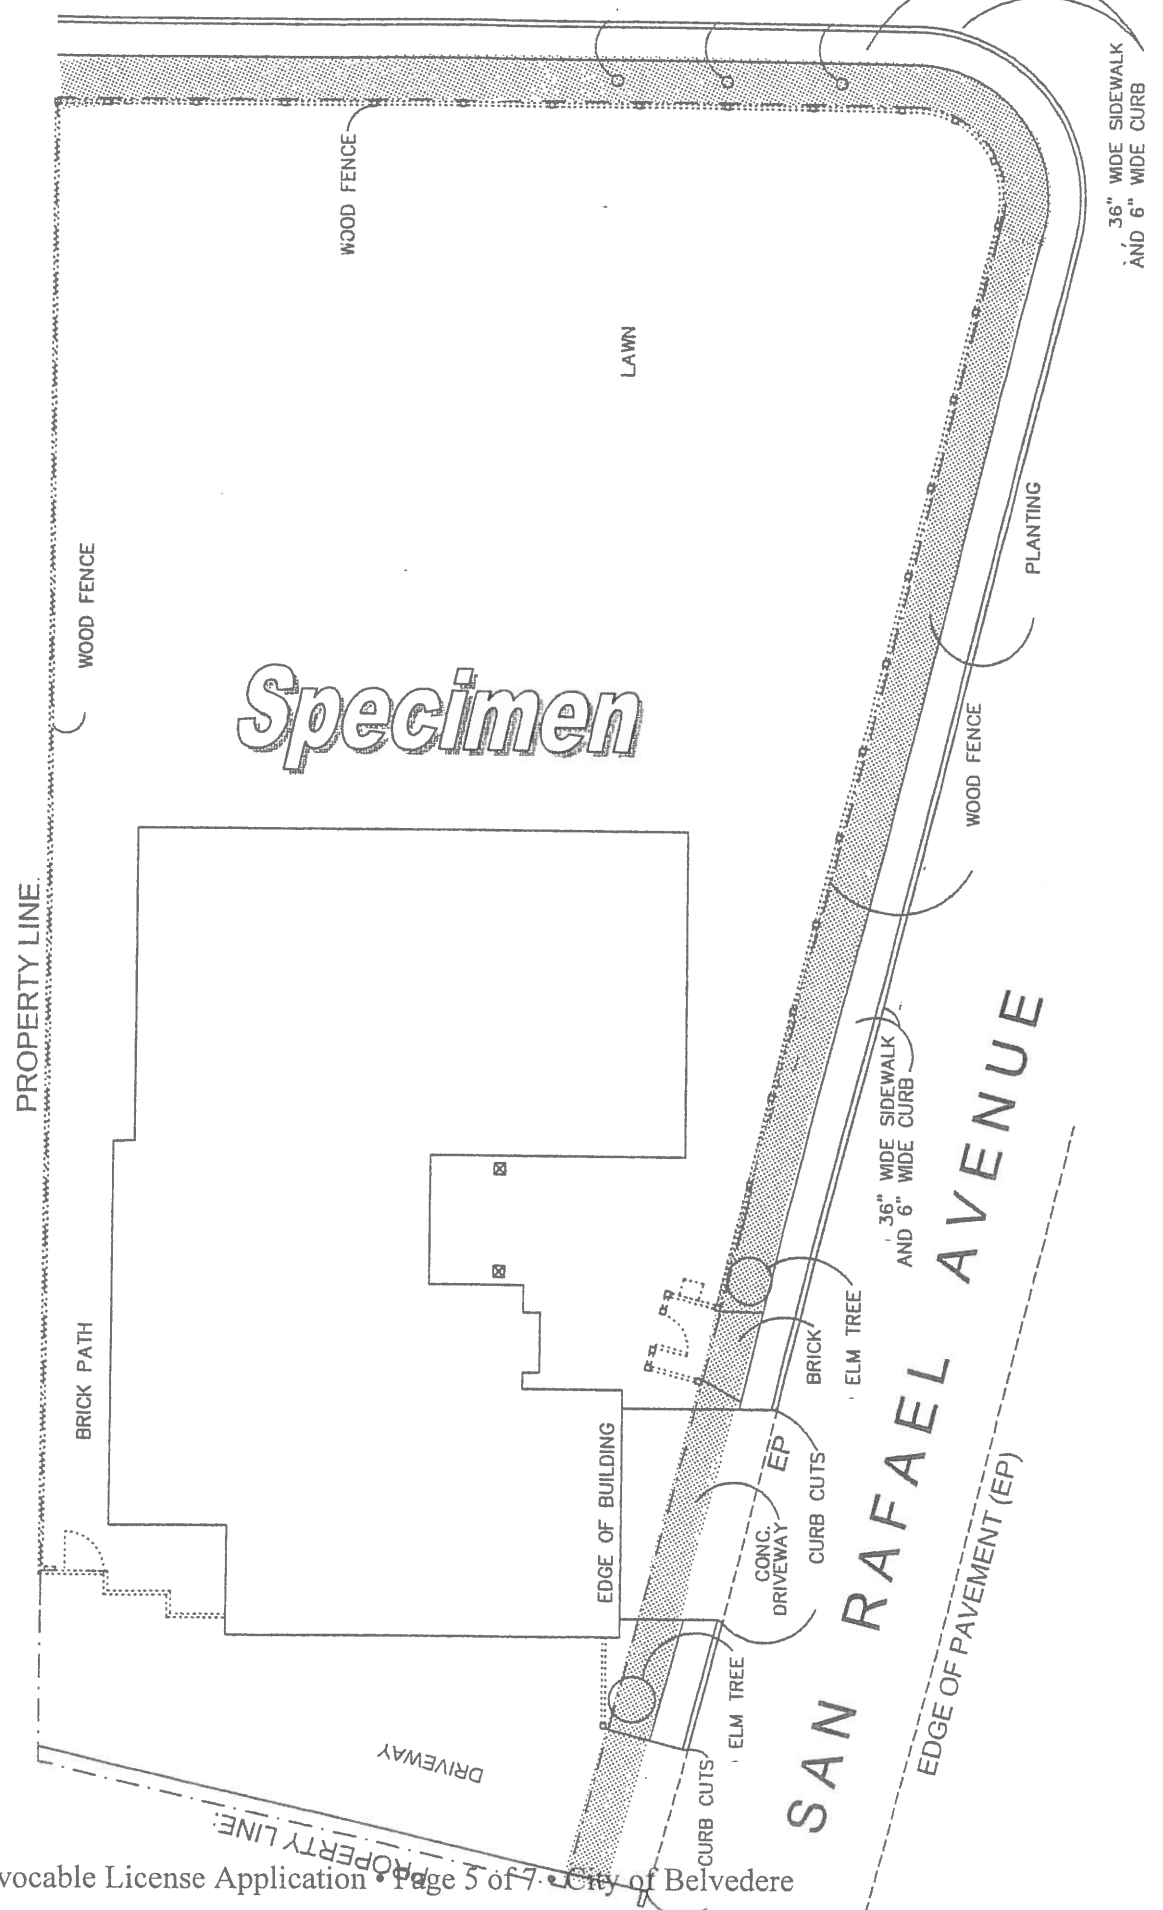 36" WIDE SIDEWALK
AND 6" WIDE CURB
WOOD FENCE
LAWN
WOOD FENCE
PLANTING
Specimen
WOOD FENCE
PROPERTY LINE
36" WIDE SIDEWALK
AND 6" WIDE CURB
SAN RAFAEL AVENUE
BRICK PATH
BRICK
ELM TREE
EDGE OF BUILDING
EP
CURB CUTS
CONC.
DRIVEWAY
EDGE OF PAVEMENT (EP)
ELM TREE
DRIVEWAY
CURB CUTS
PROPERTY LINE
vocable License Application • Page 5 of 7 • City of Belvedere